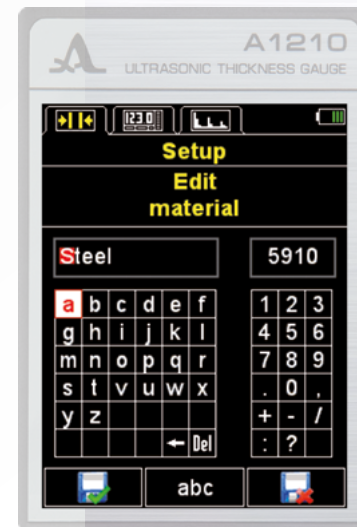 A1210
ULTRASONIC THICKNESS GAUGE
123.0
Setup
Edit
material
Steel 5910
a b c d e f 1 2 3
g h i j k l 4 5 6
m n o p q r 7 8 9
s t v u w x . 0 ,
y z + - /
← Del : ?
abc